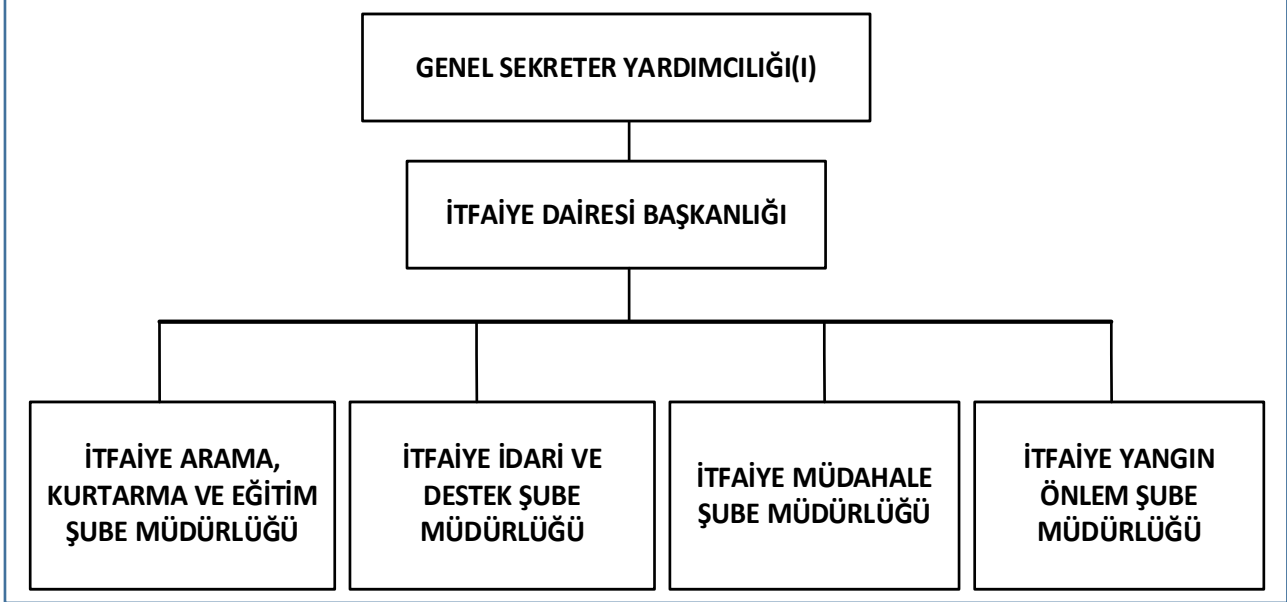 GENEL SEKRETER YARDIMCILIĞI(I)
İTFAİYE DAİRESİ BAŞKANLIĞI
İTFAİYE ARAMA,
KURTARMA VE EĞİTİM
ŞUBE MÜDÜRLÜĞÜ
İTFAİYE İDARİ VE
DESTEK ŞUBE
MÜDÜRLÜĞÜ
İTFAİYE MÜDAHALE
ŞUBE MÜDÜRLÜĞÜ
İTFAİYE YANGIN
ÖNLEM ŞUBE
MÜDÜRLÜĞÜ